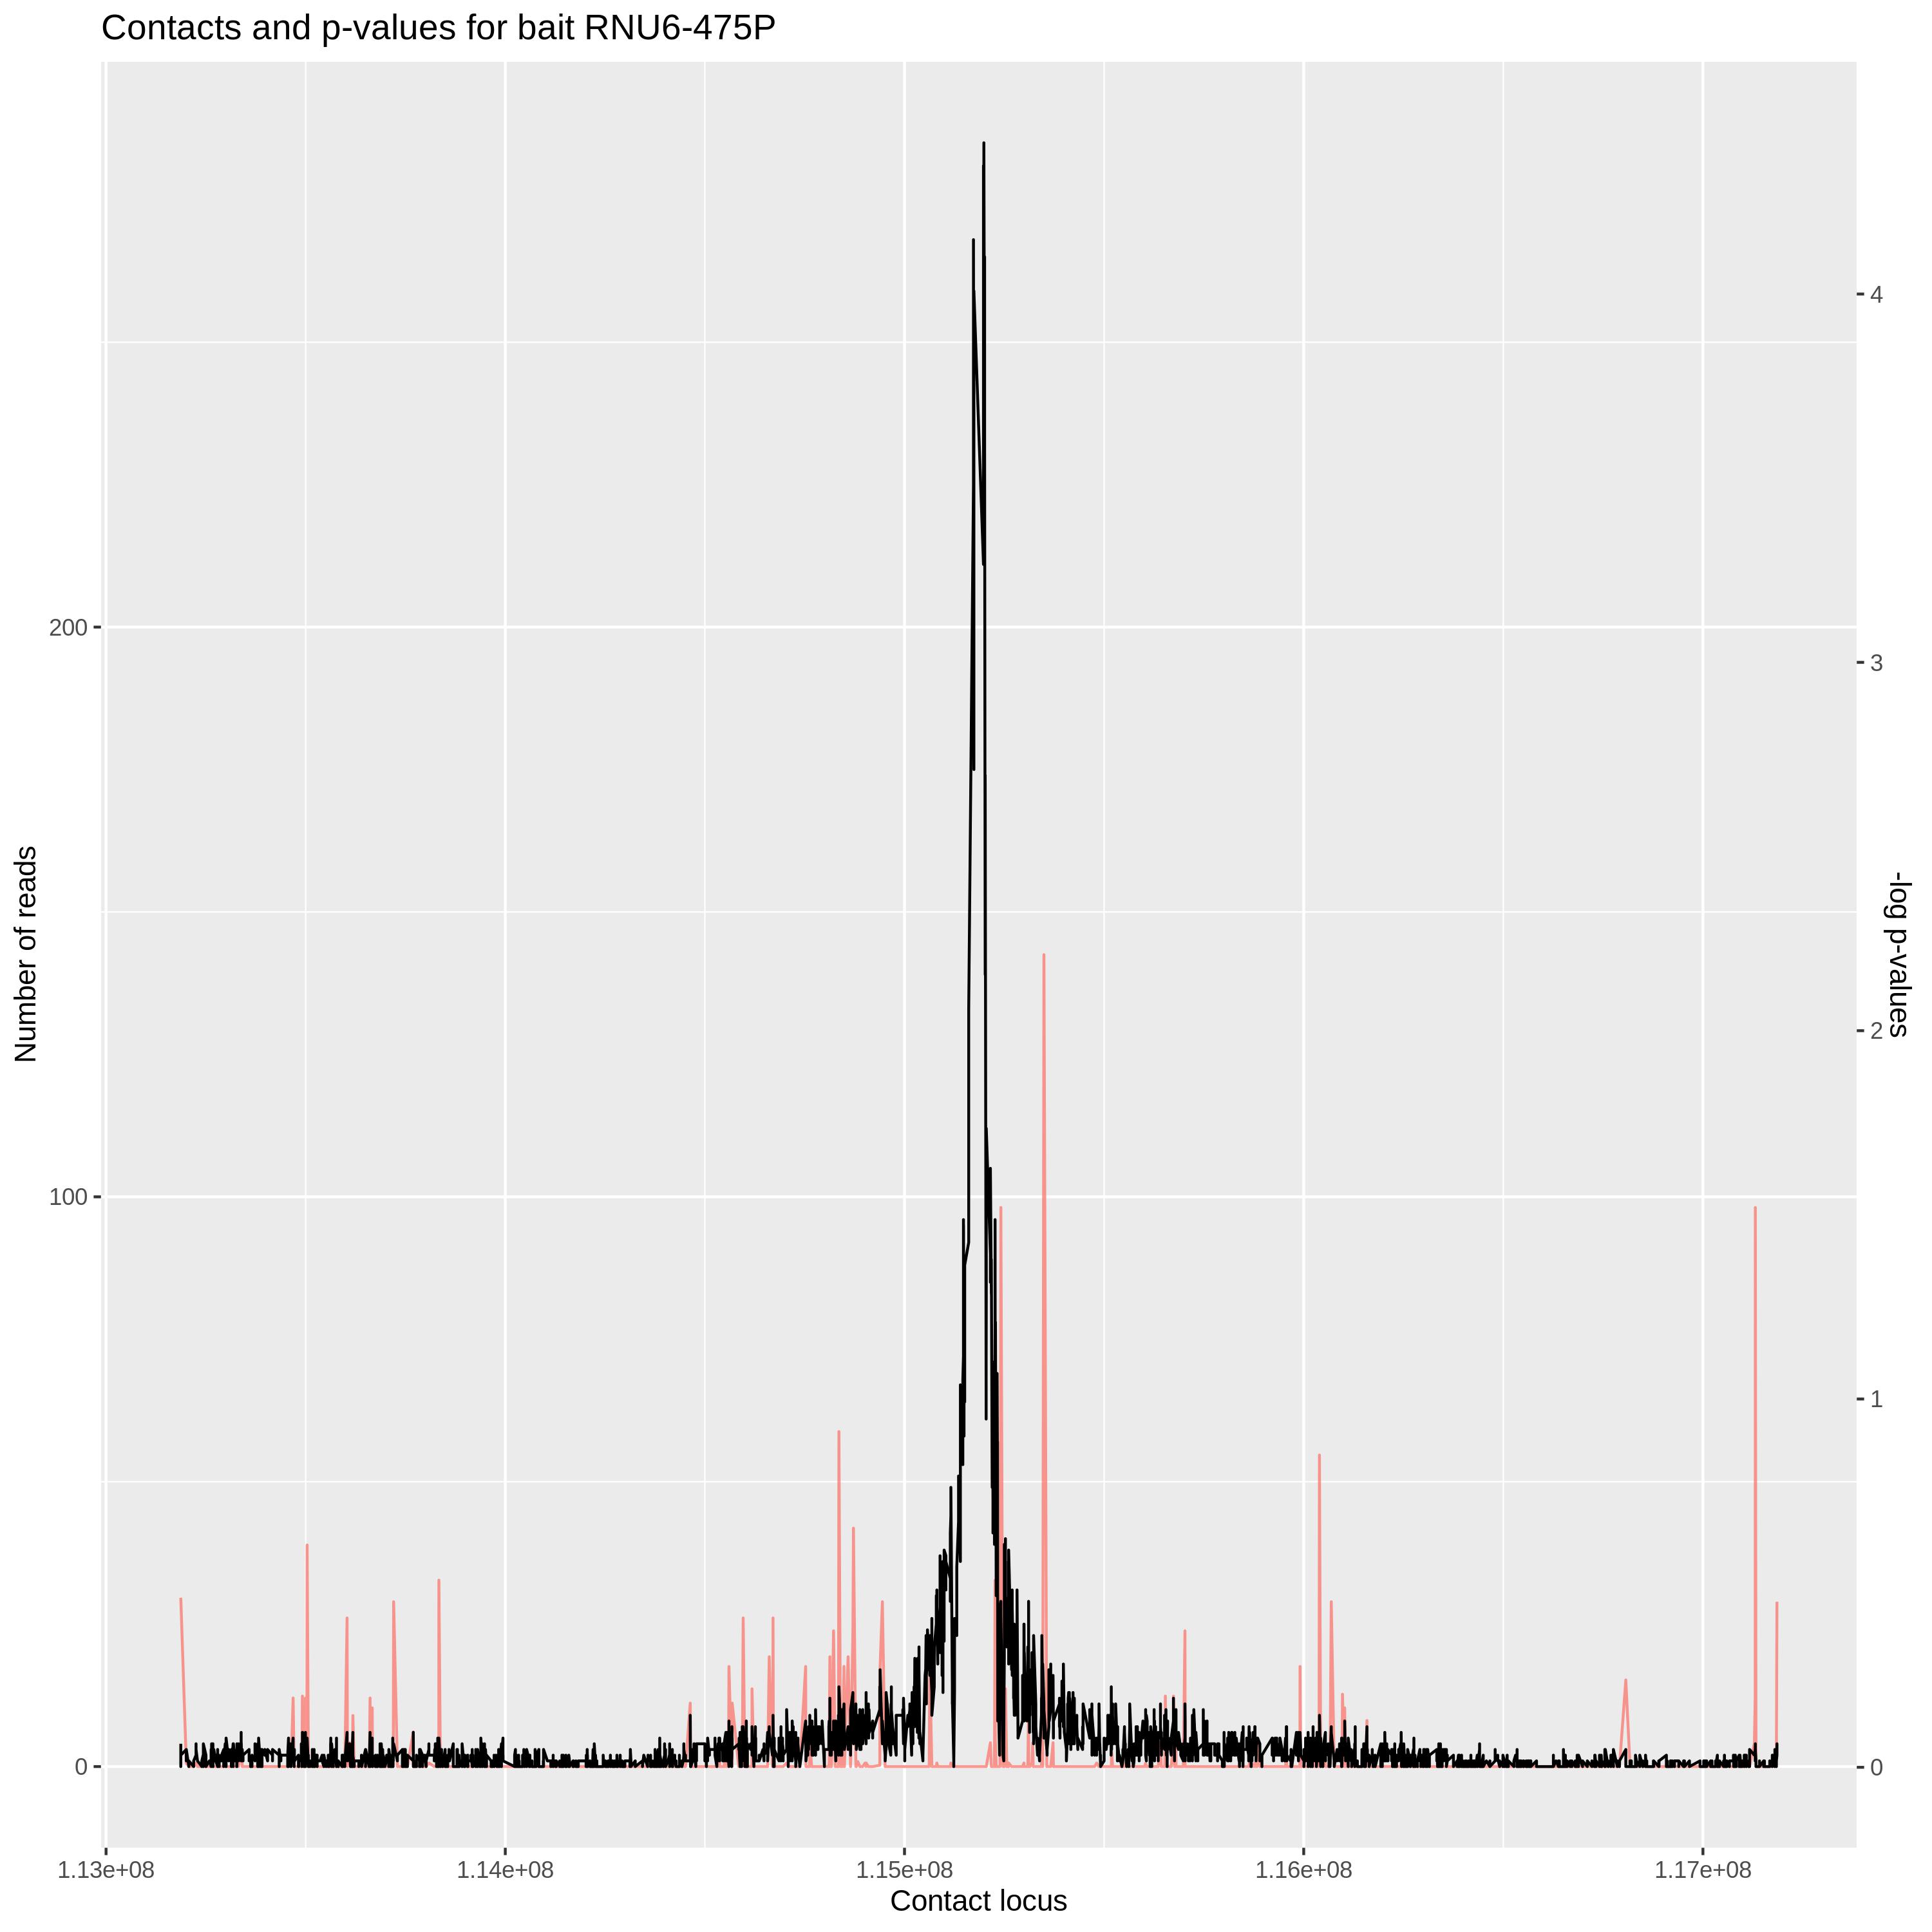 Contacts and p-values for bait RNU6-475P
Number of reads
200
100
0
4
3
2
1
0
-log p-values
1.13e+08
1.14e+08
1.15e+08
1.16e+08
1.17e+08
Contact locus